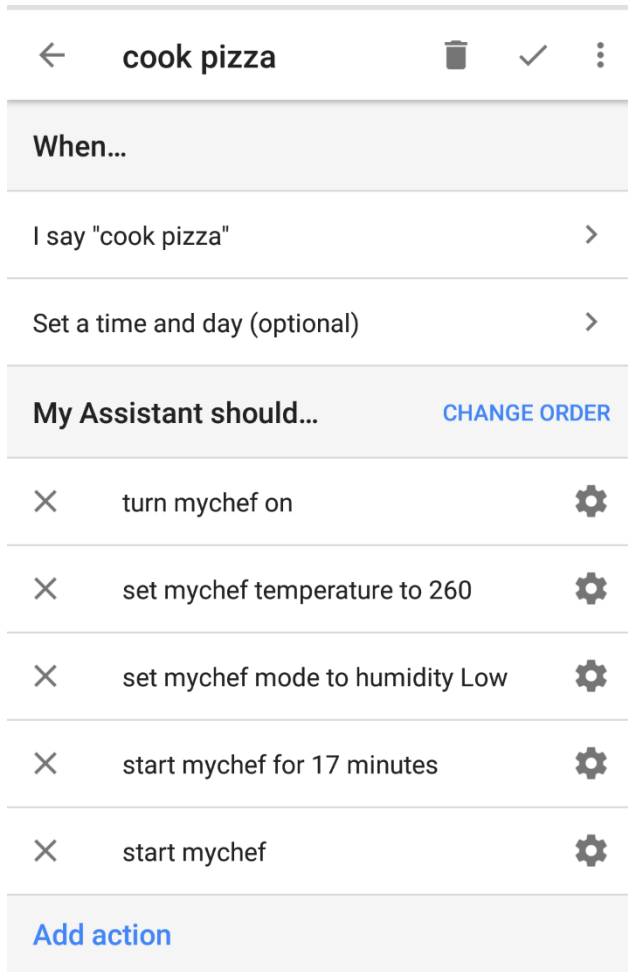 cook pizza
When...
I say "cook pizza"
Set a time and day (optional)
My Assistant should...
CHANGE ORDER
turn mychef on
set mychef temperature to 260
set mychef mode to humidity Low
start mychef for 17 minutes
start mychef
Add action